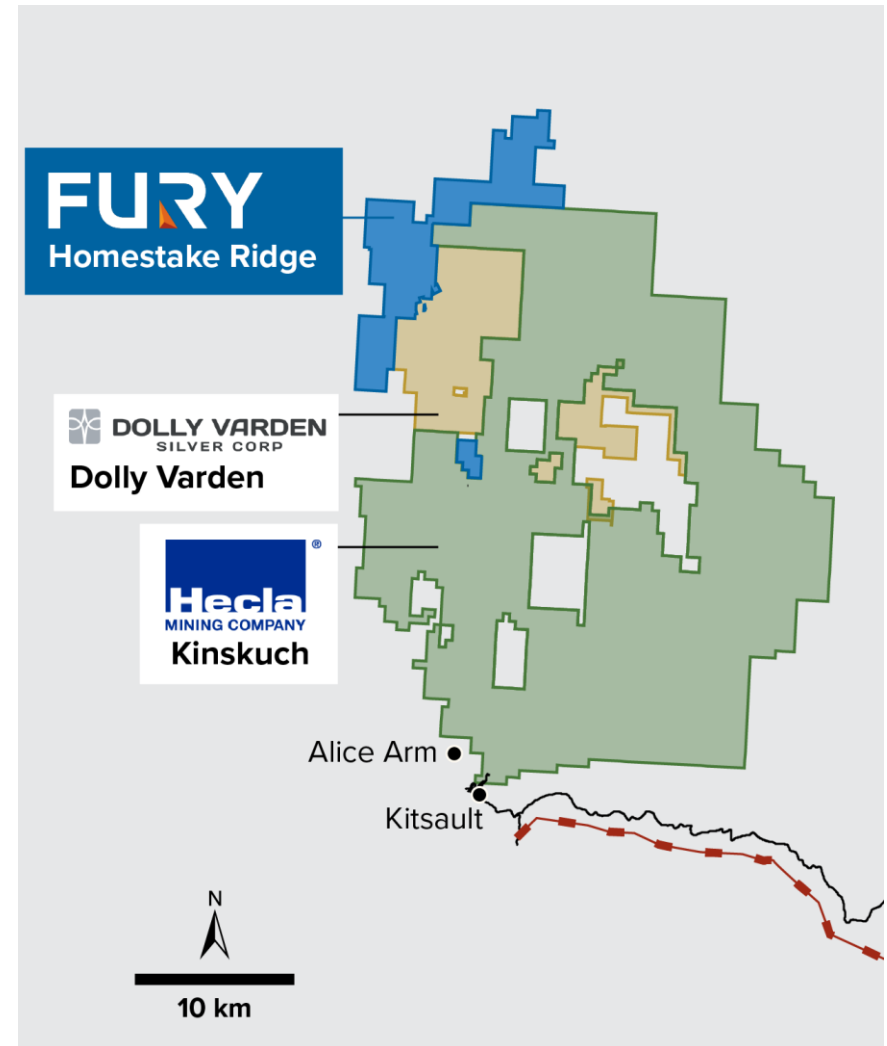 FURY
Homestake Ridge
DOLLY VARDEN
SILVER CORP
Dolly Varden
®
Hecla
MINING COMPANY
Kinskuch
Alice Arm
Kitsault
N
10 km